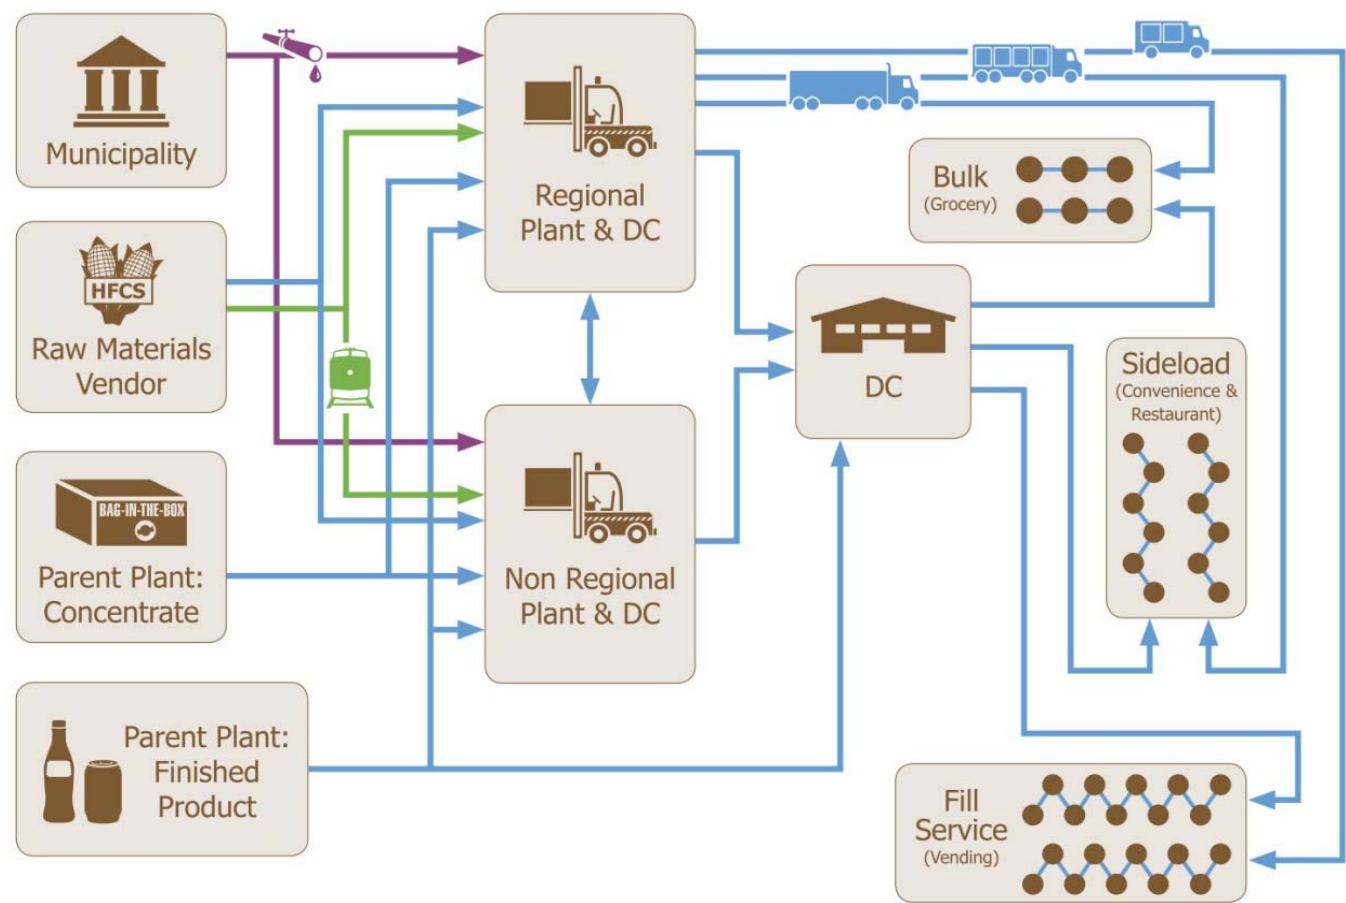 Municipality
HFCS
Raw Materials
Vendor
BAG-IN-THE-BOX
Parent Plant:
Concentrate
Parent Plant:
Finished
Product
Regional
Plant & DC
Non Regional
Plant & DC
DC
Bulk
(Grocery)
Sideload
(Convenience &
Restaurant)
Fill
Service
(Vending)